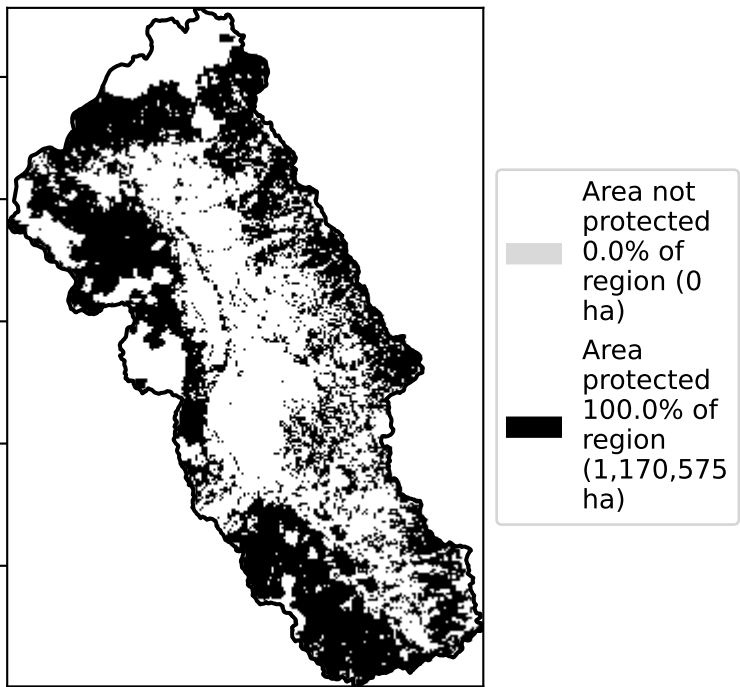 Area not
protected
0.0% of
region (0
ha)
Area
protected
100.0% of
region
(1,170,575
ha)